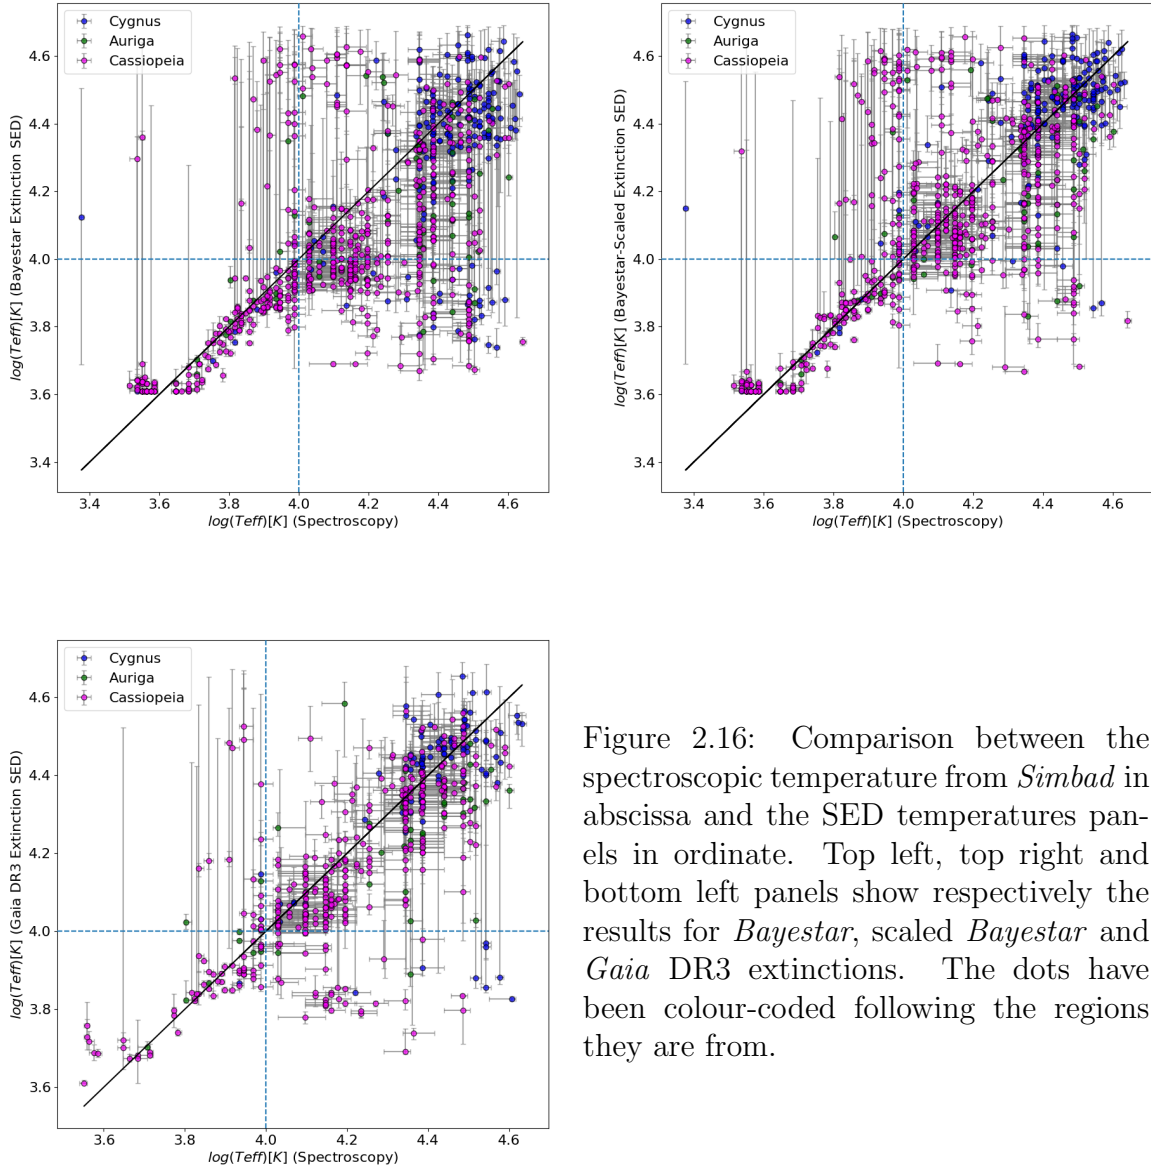 Cygnus
Auriga
Cassiopeia
4.6
4.4
4.2
4.0
3.8
3.6
3.4
log(Teff)[K] (Bayestar Extinction SED)
3.4 3.6 3.8 4.0 4.2 4.4 4.6
log(Teff)[K] (Spectroscopy)
Cygnus
Auriga
Cassiopeia
4.6
4.4
4.2
4.0
3.8
3.6
3.4
log(Teff)[K] (Bayestar-Scaled Extinction SED)
3.4 3.6 3.8 4.0 4.2 4.4 4.6
log(Teff)[K] (Spectroscopy)
Cygnus
Auriga
Cassiopeia
4.6
4.4
4.2
4.0
3.8
3.6
log(Teff)[K] (Gaia DR3 Extinction SED)
3.6 3.8 4.0 4.2 4.4 4.6
log(Teff)[K] (Spectroscopy)
Figure 2.16: Comparison between the
spectroscopic temperature from Simbad in
abscissa and the SED temperatures pan-
els in ordinate. Top left, top right and
bottom left panels show respectively the
results for Bayestar, scaled Bayestar and
Gaia DR3 extinctions. The dots have
been colour-coded following the regions
they are from.